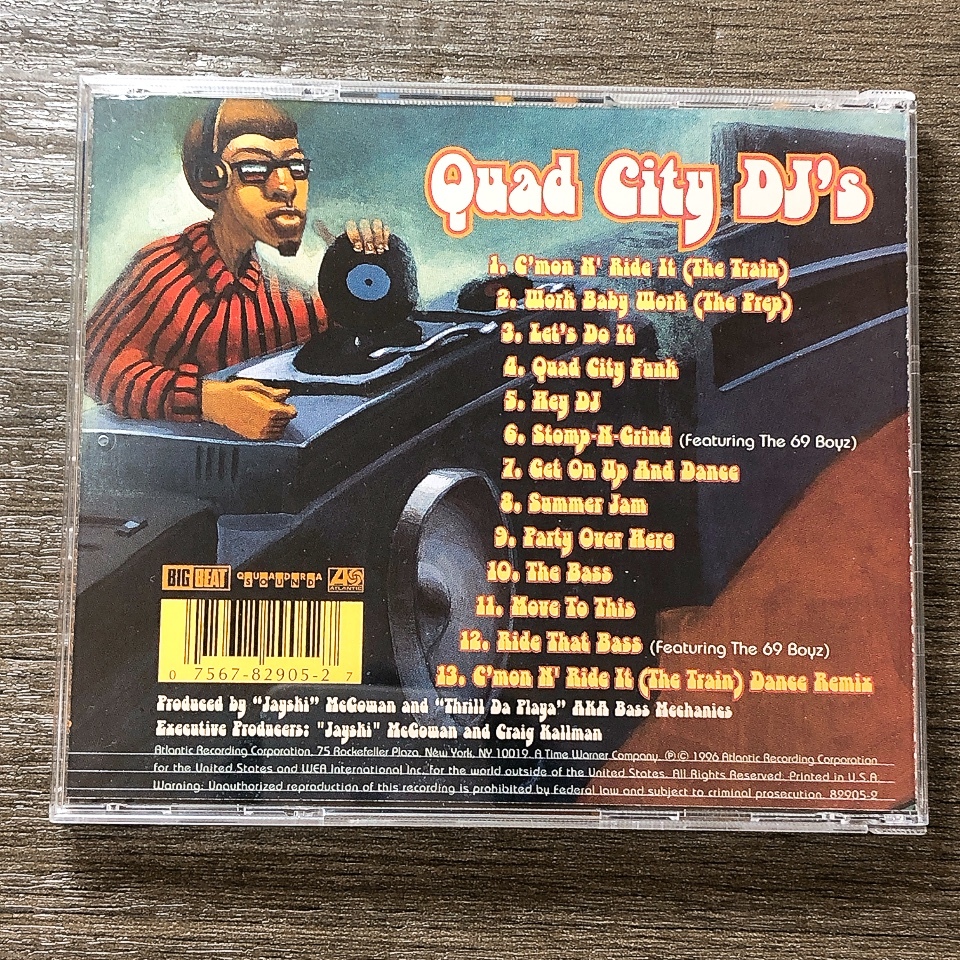 Quad City DJ's
1. C'mon N' Ride It (The Train)
2. Work Baby Work (The Prep)
3. Let's Do It
4. Quad City Funk
5. Hey DJ
6. Stomp-N-Grind (Featuring The 69 Boyz)
7. Get On Up And Dance
8. Summer Jam
9. Party Over Here
10. The Bass
11. Move To This
12. Ride That Bass (Featuring The 69 Boyz)
13. C'mon N' Ride It (The Train) Dance Remix
BIG BEAT QUADRASOUND ATLANTIC
0 7567-82905-2 7
Produced by "Jayski" McGowan and "Thrill Da Playa" AKA Bass Mechanics
Executive Producers: "Jayski" McGowan and Craig Kallman
Atlantic Recording Corporation, 75 Rockefeller Plaza, New York, NY 10019. A Time Warner Company. ℗© 1996 Atlantic Recording Corporation
for the United States and WEA International Inc. for the world outside of the United States. All Rights Reserved. Printed in U.S.A.
Warning: Unauthorized reproduction of this recording is prohibited by Federal law and subject to criminal prosecution. 82905-2